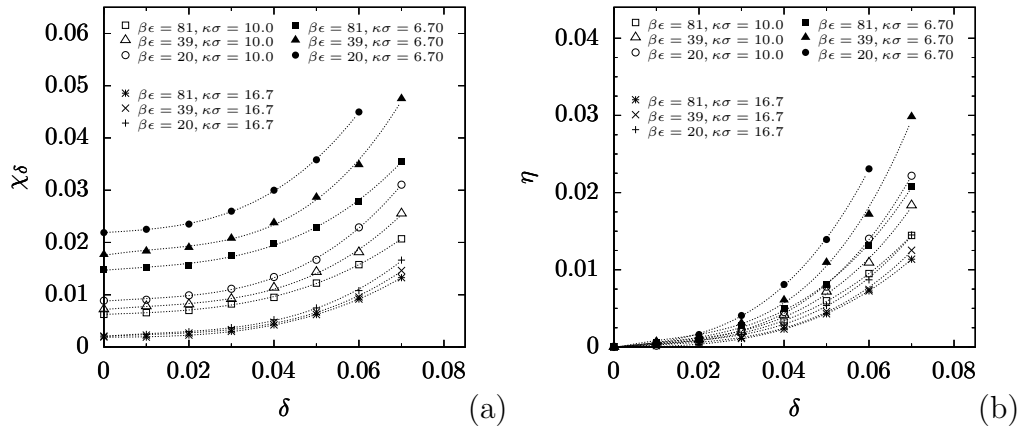 0.06
0.05
0.04
0.03
0.02
0.01
0
χδ
βϵ = 81, κσ = 10.0
βϵ = 39, κσ = 10.0
βϵ = 20, κσ = 10.0
βϵ = 81, κσ = 6.70
βϵ = 39, κσ = 6.70
βϵ = 20, κσ = 6.70
βϵ = 81, κσ = 16.7
βϵ = 39, κσ = 16.7
βϵ = 20, κσ = 16.7
0 0.02 0.04 0.06 0.08
δ
(a)
0.04
0.03
0.02
0.01
0
η
βϵ = 81, κσ = 10.0
βϵ = 39, κσ = 10.0
βϵ = 20, κσ = 10.0
βϵ = 81, κσ = 6.70
βϵ = 39, κσ = 6.70
βϵ = 20, κσ = 6.70
βϵ = 81, κσ = 16.7
βϵ = 39, κσ = 16.7
βϵ = 20, κσ = 16.7
0 0.02 0.04 0.06 0.08
δ
(b)